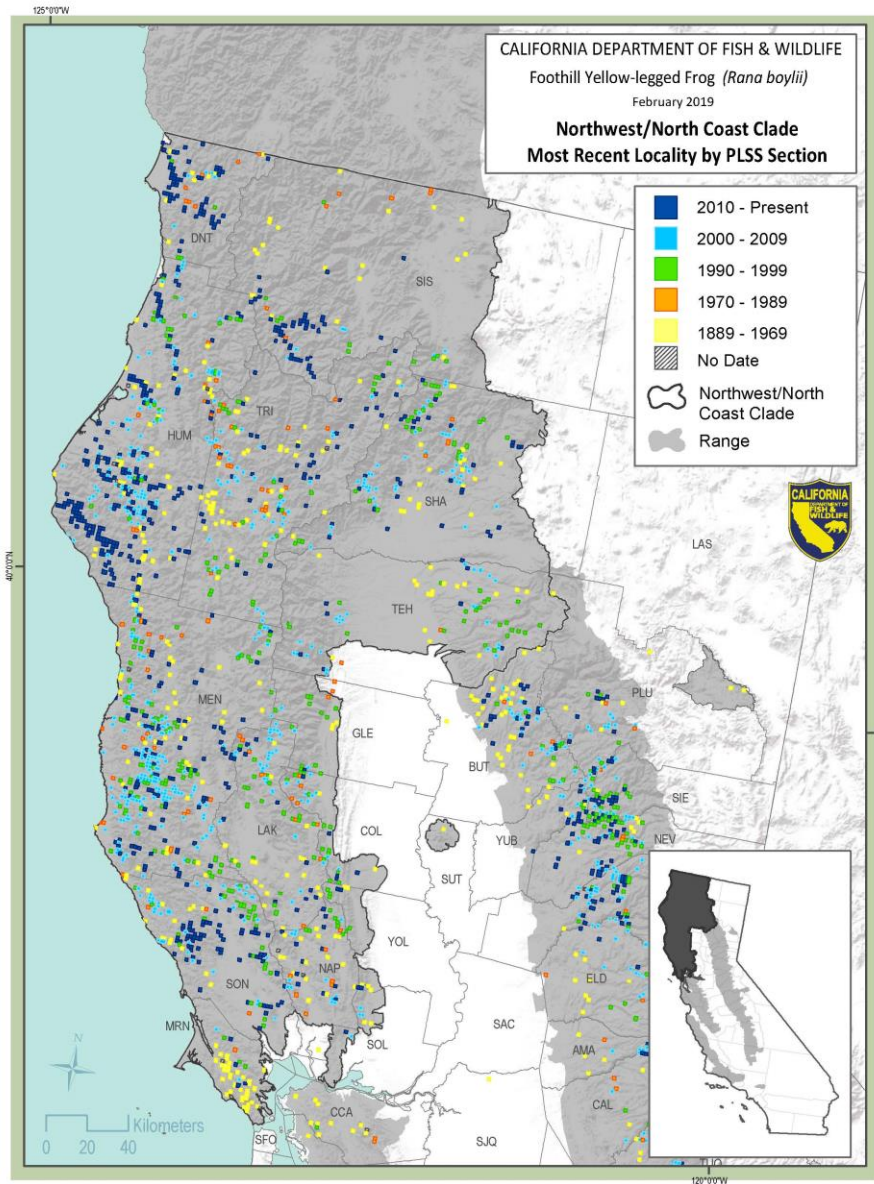 125°0'0"W
CALIFORNIA DEPARTMENT OF FISH & WILDLIFE
Foothill Yellow-legged Frog (Rana boylii)
February 2019
Northwest/North Coast Clade
Most Recent Locality by PLSS Section
2010 - Present
2000 - 2009
1990 - 1999
1970 - 1989
1889 - 1969
No Date
Northwest/North
Coast Clade
Range
CALIFORNIA
DEPARTMENT OF
FISH &
WILDLIFE
DNT
SIS
HUM
TRI
SHA
LAS
40°0'0"N
TEH
PLU
MEN
GLE
BUT
SIE
LAK
COL
YUB
NEV
SUT
YOL
NAP
SON
ELD
MRN
SOL
SAC
AMA
CCA
CAL
SFO
SJQ
TUO
Kilometers
0 20 40
120°0'0"W